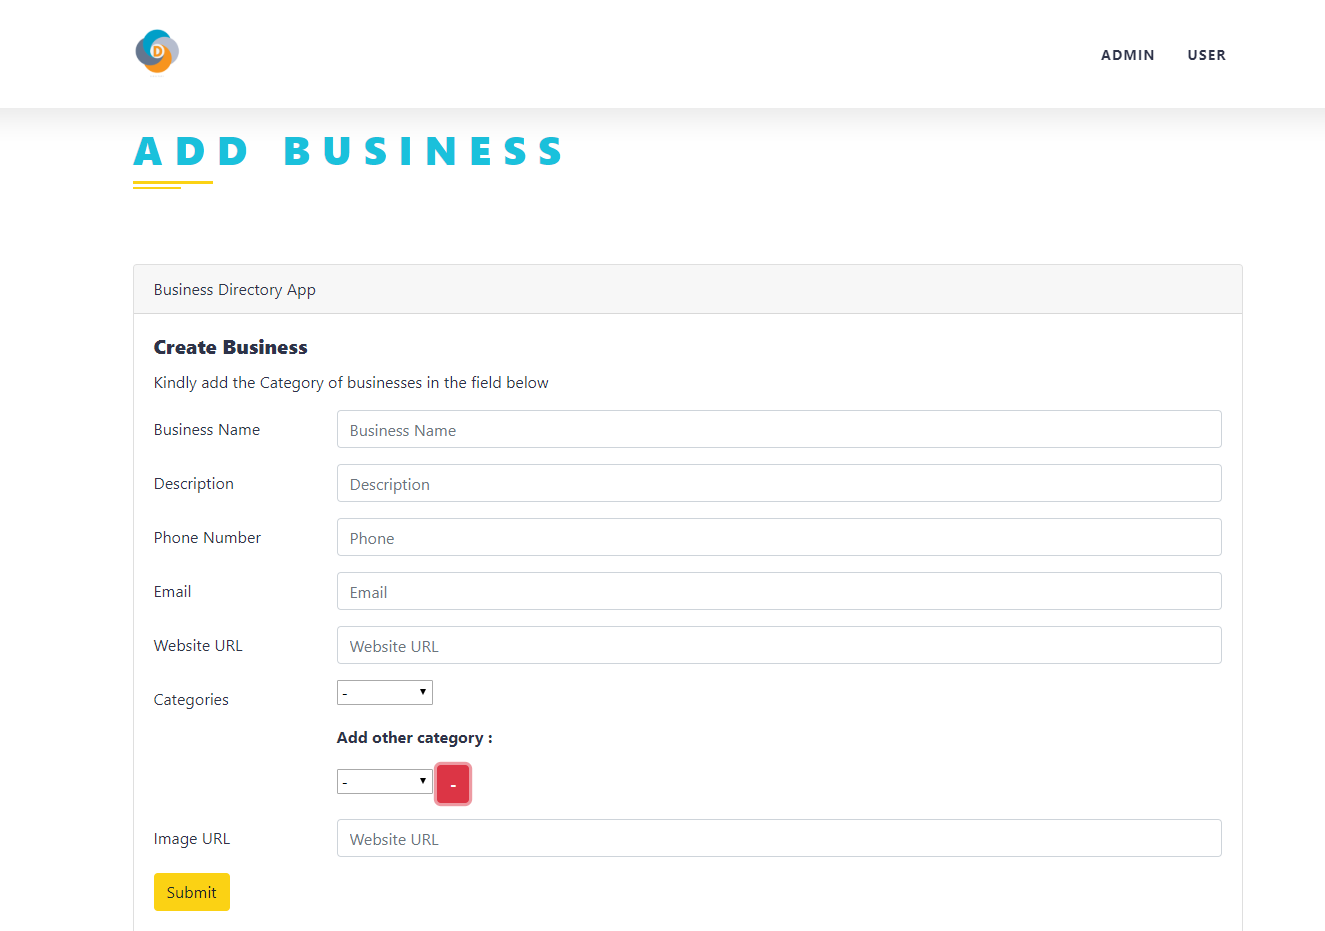 D
ADMIN USER
ADD BUSINESS
Business Directory App
Create Business
Kindly add the Category of businesses in the field below
Business Name Business Name
Description Description
Phone Number Phone
Email Email
Website URL Website URL
Categories -
Add other category :
- -
Image URL Website URL
Submit